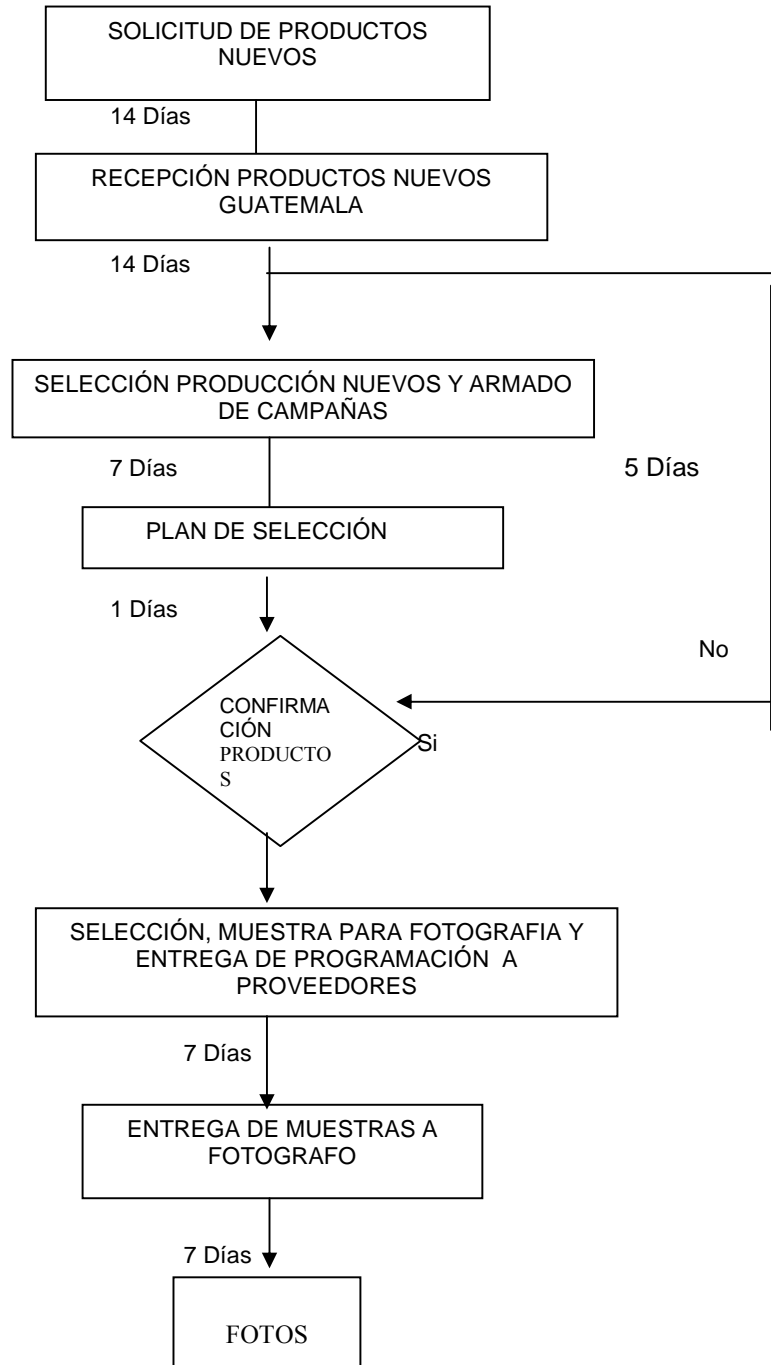 SOLICITUD DE PRODUCTOS
NUEVOS
14 Días
RECEPCIÓN PRODUCTOS NUEVOS
GUATEMALA
14 Días
SELECCIÓN PRODUCCIÓN NUEVOS Y ARMADO
DE CAMPAÑAS
7 Días
5 Días
PLAN DE SELECCIÓN
1 Días
No
CONFIRMA
CIÓN
PRODUCTO
S
Si
SELECCIÓN, MUESTRA PARA FOTOGRAFIA Y
ENTREGA DE PROGRAMACIÓN A
PROVEEDORES
7 Días
ENTREGA DE MUESTRAS A
FOTOGRAFO
7 Días
FOTOS